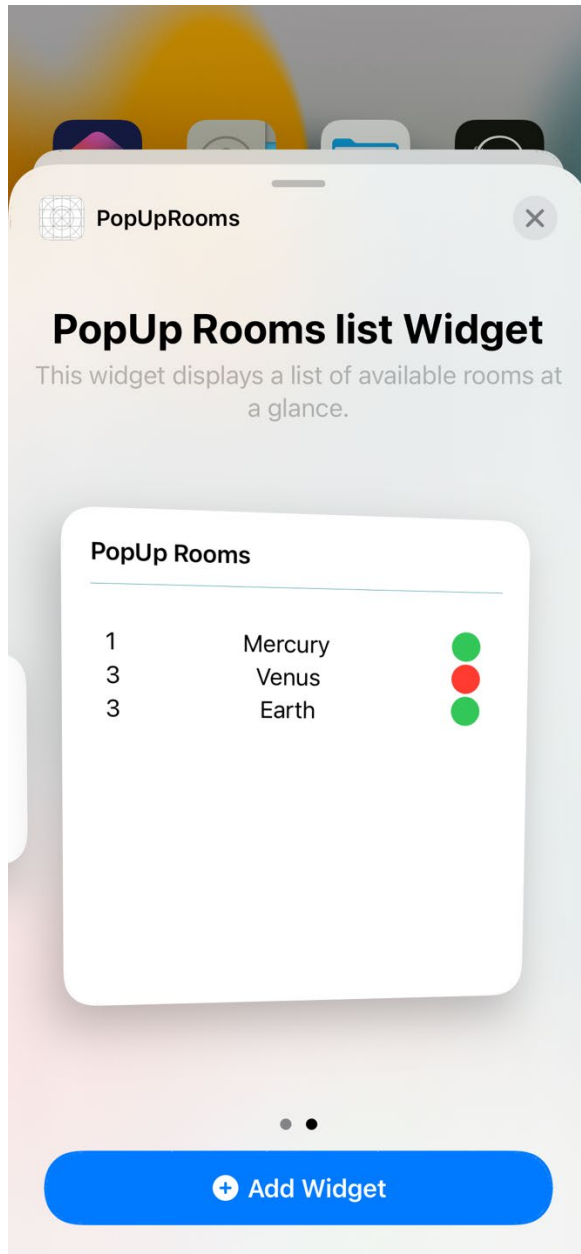 PopUpRooms
PopUp Rooms list Widget
This widget displays a list of available rooms at
a glance.
PopUp Rooms
1 Mercury
3 Venus
3 Earth
Add Widget